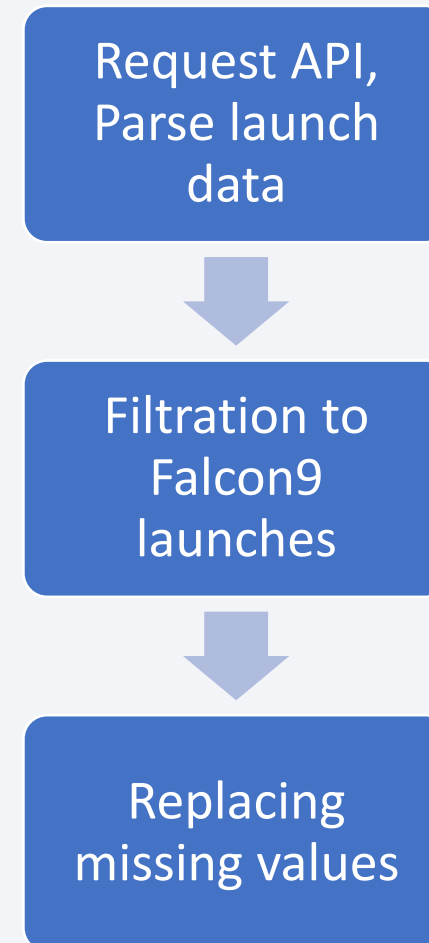 Request API,
Parse launch
data
Filtration to
Falcon9
launches
Replacing
missing values